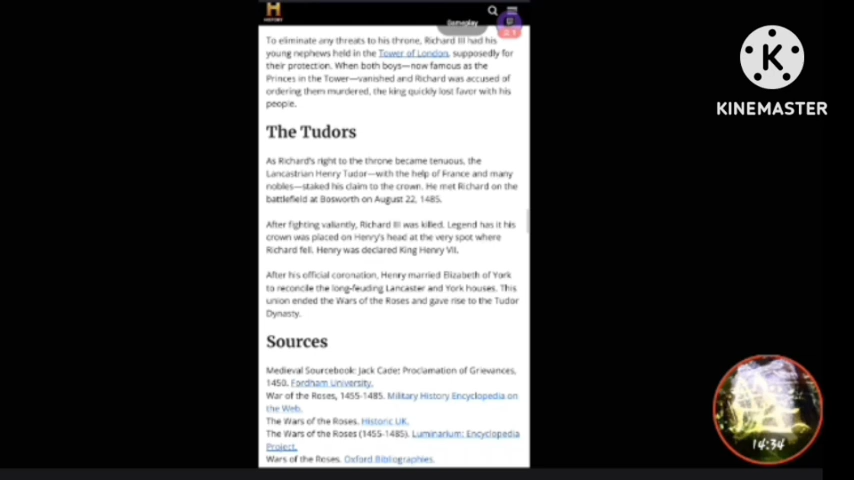 H
HISTORY
Gameplay
To eliminate any threats to his throne, Richard III had his
young nephews held in the Tower of London, supposedly for
their protection. When both boys—now famous as the
Princes in the Tower—vanished and Richard was accused of
ordering them murdered, the king quickly lost favor with his
people.
The Tudors
As Richard's right to the throne became tenuous, the
Lancastrian Henry Tudor—with the help of France and many
nobles—staked his claim to the crown. He met Richard on the
battlefield at Bosworth on August 22, 1485.
After fighting valiantly, Richard III was killed. Legend has it his
crown was placed on Henry's head at the very spot where
Richard fell. Henry was declared King Henry VII.
After his official coronation, Henry married Elizabeth of York
to reconcile the long-feuding Lancaster and York houses. This
union ended the Wars of the Roses and gave rise to the Tudor
Dynasty.
Sources
Medieval Sourcebook: Jack Cade: Proclamation of Grievances,
1450. Fordham University.
War of the Roses, 1455-1485. Military History Encyclopedia on
the Web.
The Wars of the Roses. Historic UK.
The Wars of the Roses (1455-1485). Luminarium: Encyclopedia
Project.
Wars of the Roses. Oxford Bibliographies.
K
KINEMASTER
14:34